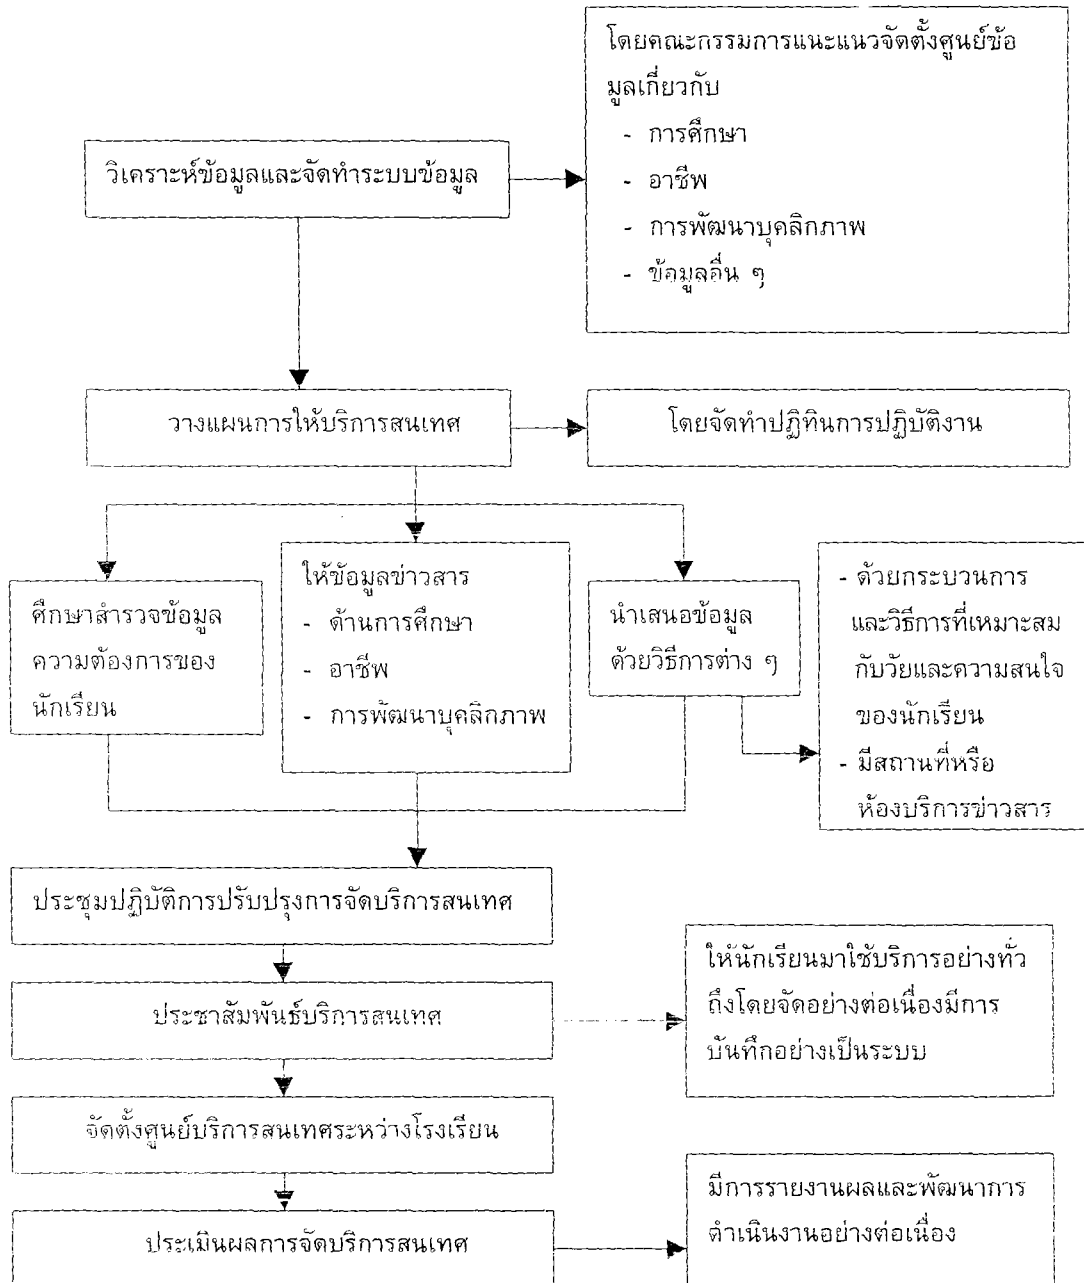 โดยคณะกรรมการแนะแนวจัดตั้งศูนย์ข้อ
มูลเกี่ยวกับ
- การศึกษา
- อาชีพ
- การพัฒนาบุคลิกภาพ
- ข้อมูลอื่น ๆ
วิเคราะห์ข้อมูลและจัดทำระบบข้อมูล
วางแผนการให้บริการสนเทศ
โดยจัดทำปฏิทินการปฏิบัติงาน
ศึกษาสำรวจข้อมูล
ความต้องการของ
นักเรียน
ให้ข้อมูลข่าวสาร
- ด้านการศึกษา
- อาชีพ
- การพัฒนาบุคลิกภาพ
นำเสนอข้อมูล
ด้วยวิธีการต่าง ๆ
- ด้วยกระบวนการ
และวิธีการที่เหมาะสม
กับวัยและความสนใจ
ของนักเรียน
- มีสถานที่หรือ
ห้องบริการข่าวสาร
ประชุมปฏิบัติการปรับปรุงการจัดบริการสนเทศ
ประชาสัมพันธ์บริการสนเทศ
ให้นักเรียนมาใช้บริการอย่างทั่ว
ถึงโดยจัดอย่างต่อเนื่องมีการ
บันทึกอย่างเป็นระบบ
จัดตั้งศูนย์บริการสนเทศระหว่างโรงเรียน
ประเมินผลการจัดบริการสนเทศ
มีการรายงานผลและพัฒนาการ
ดำเนินงานอย่างต่อเนื่อง